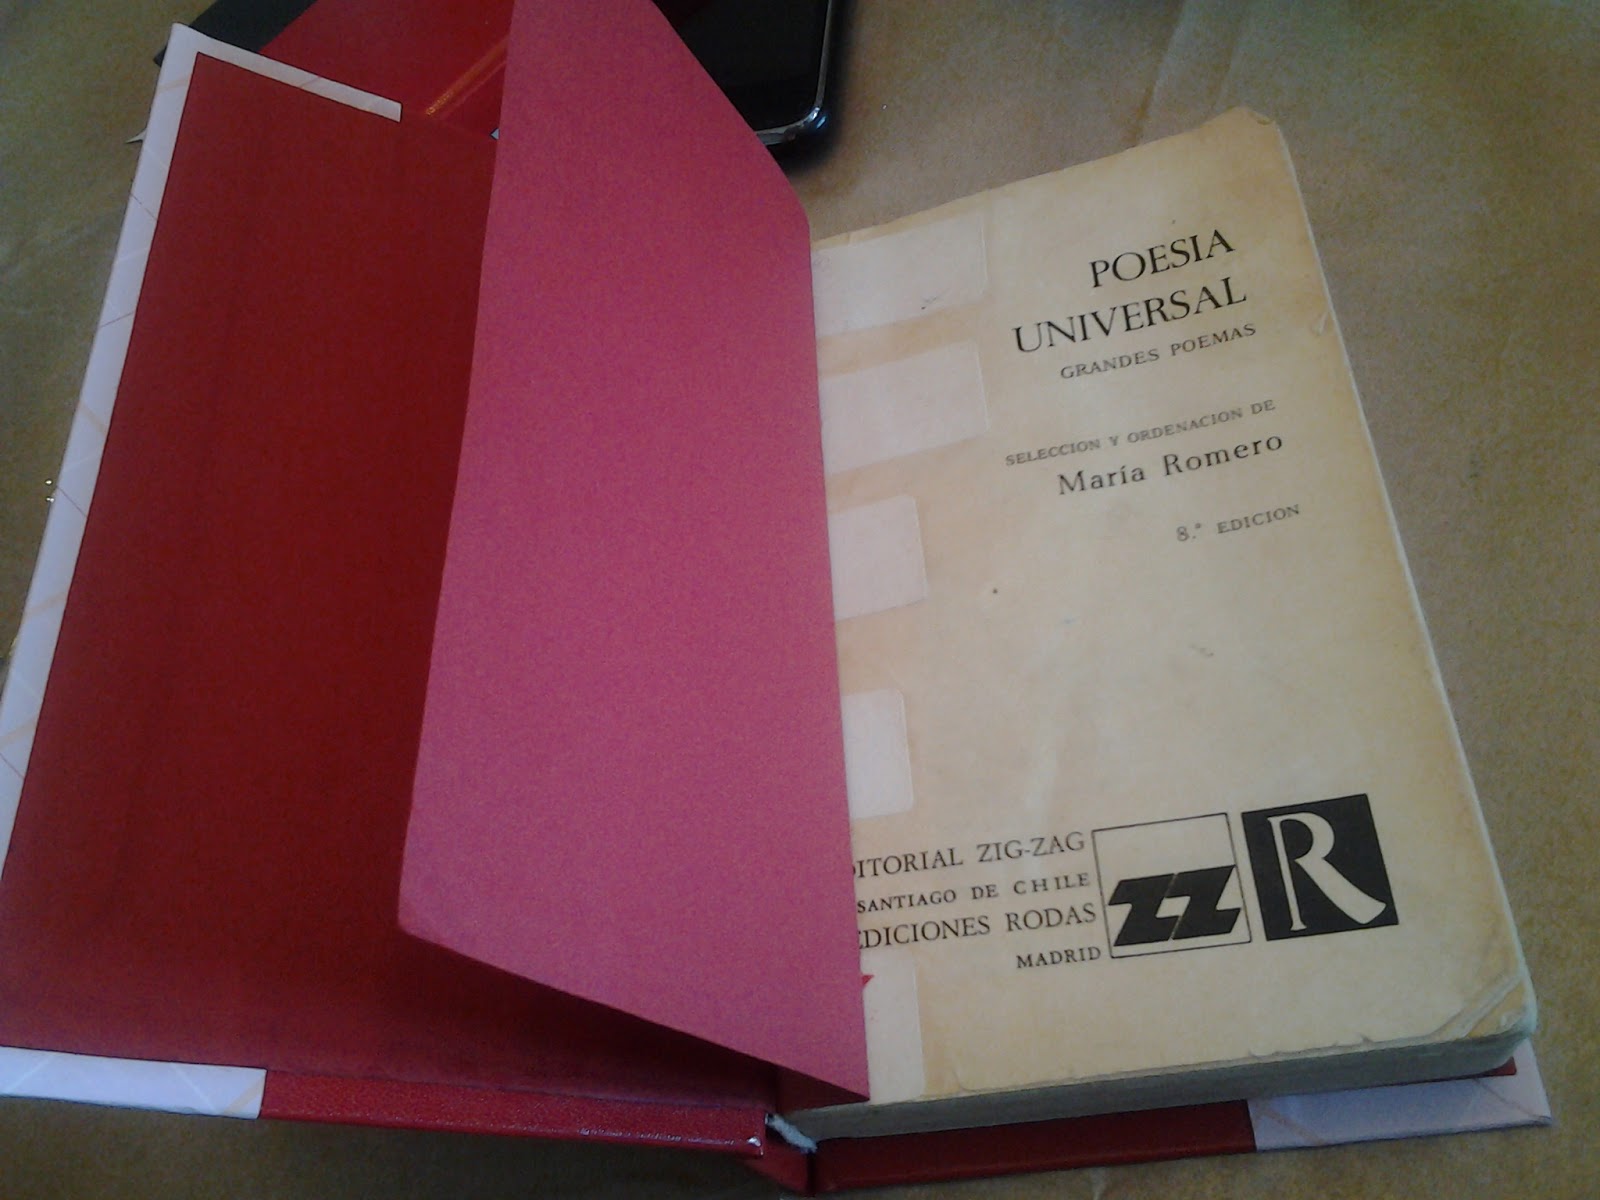 POESIA
UNIVERSAL
GRANDES POEMAS
SELECCION Y ORDENACION DE
María Romero
8.ª EDICION
DITORIAL ZIG-ZAG
SANTIAGO DE CHILE
EDICIONES RODAS
MADRID
ZZ
R